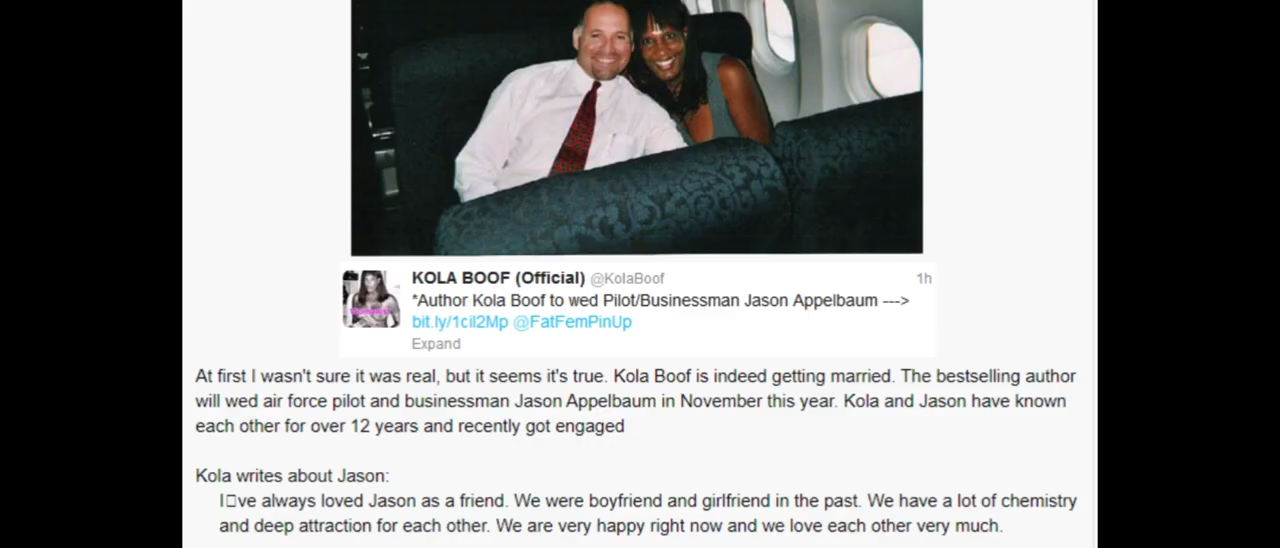 KOLA BOOF (Official) @KolaBoof 1h
*Author Kola Boof to wed Pilot/Businessman Jason Appelbaum --->
bit.ly/1cil2Mp @FatFemPinUp
Expand
At first I wasn't sure it was real, but it seems it's true. Kola Boof is indeed getting married. The bestselling author
will wed air force pilot and businessman Jason Appelbaum in November this year. Kola and Jason have known
each other for over 12 years and recently got engaged
Kola writes about Jason:
I□ve always loved Jason as a friend. We were boyfriend and girlfriend in the past. We have a lot of chemistry
and deep attraction for each other. We are very happy right now and we love each other very much.